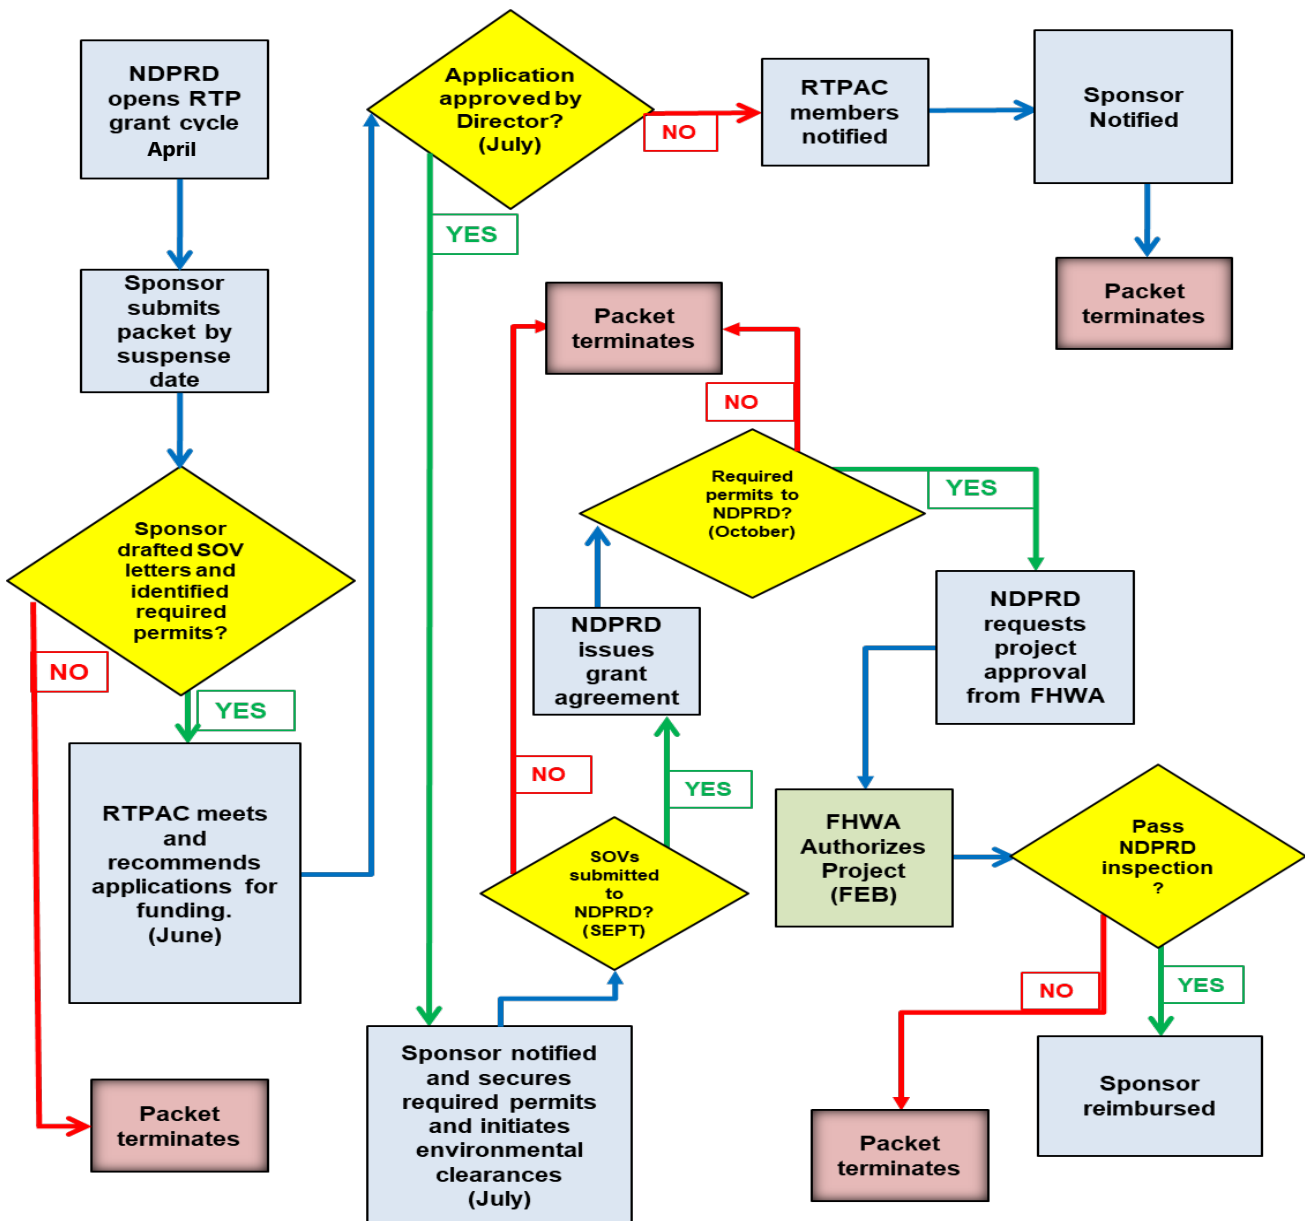 NDPRD
opens RTP
grant cycle
April
Sponsor
submits
packet by
suspense
date
Sponsor
drafted SOV
letters and
identified
required
permits?
NO
YES
RTPAC meets
and
recommends
applications for
funding.
(June)
Packet
terminates
Application
approved by
Director?
(July)
NO
YES
RTPAC
members
notified
Sponsor
Notified
Packet
terminates
Sponsor notified
and secures
required permits
and initiates
environmental
clearances
(July)
SOVs
submitted
to
NDPRD?
(SEPT)
NO
YES
Packet
terminates
NDPRD
issues
grant
agreement
Required
permits to
NDPRD?
(October)
NO
YES
NDPRD
requests
project
approval
from FHWA
FHWA
Authorizes
Project
(FEB)
Pass
NDPRD
inspection
?
NO
YES
Packet
terminates
Sponsor
reimbursed